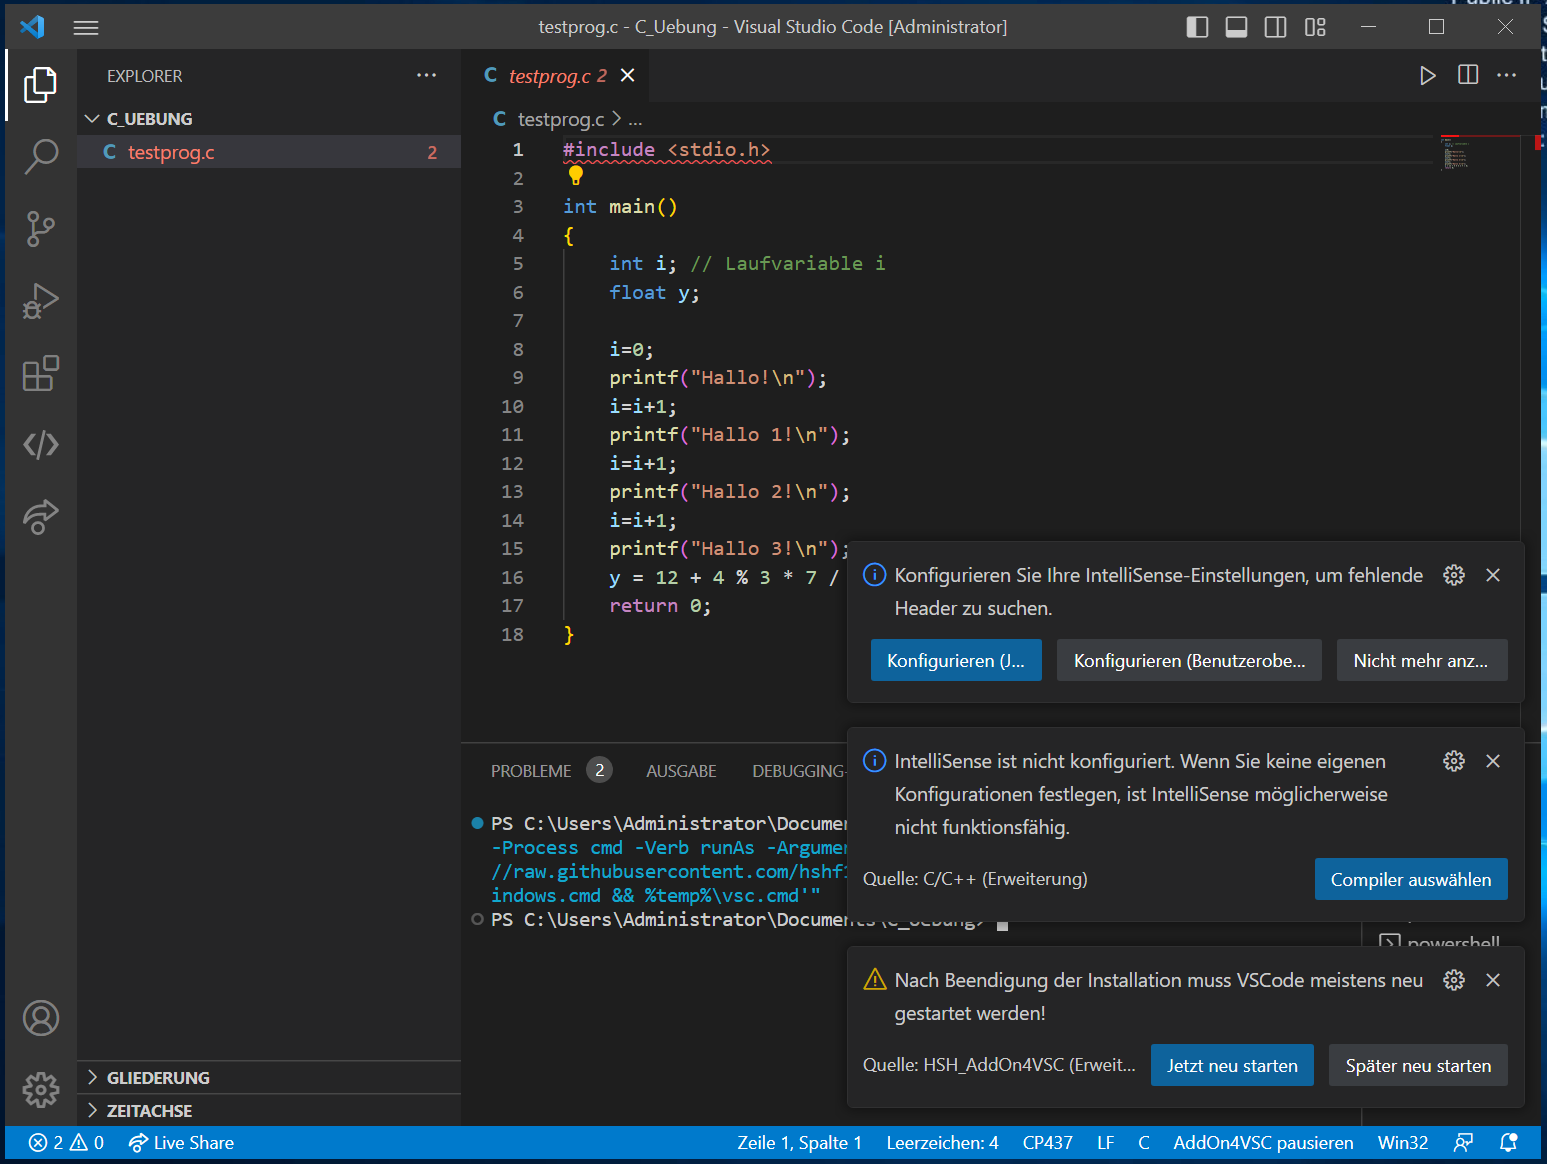 testprog.c - C_Uebung - Visual Studio Code [Administrator]
EXPLORER
C_UEBUNG
C testprog.c 2
C testprog.c 2
C testprog.c > ...
1 #include <stdio.h>
2
3 int main()
4 {
5 int i; // Laufvariable i
6 float y;
7
8 i=0;
9 printf("Hallo!\n");
10 i=i+1;
11 printf("Hallo 1!\n");
12 i=i+1;
13 printf("Hallo 2!\n");
14 i=i+1;
15 printf("Hallo 3!\n");
16 y = 12 + 4 % 3 * 7 /
17 return 0;
18 }
Konfigurieren Sie Ihre IntelliSense-Einstellungen, um fehlende
Header zu suchen.
Konfigurieren (J... Konfigurieren (Benutzerobe... Nicht mehr anz...
PROBLEME 2 AUSGABE DEBUGGING-
IntelliSense ist nicht konfiguriert. Wenn Sie keine eigenen
Konfigurationen festlegen, ist IntelliSense möglicherweise
nicht funktionsfähig.
Quelle: C/C++ (Erweiterung) Compiler auswählen
PS C:\Users\Administrator\Documen
-Process cmd -Verb runAs -Argumen
//raw.githubusercontent.com/hshf1
indows.cmd && %temp%\vsc.cmd'"
PS C:\Users\Administrator\Documents\C_Uebung>
powershell
Nach Beendigung der Installation muss VSCode meistens neu
gestartet werden!
Quelle: HSH_AddOn4VSC (Erweit... Jetzt neu starten Später neu starten
GLIEDERUNG
ZEITACHSE
2 0 Live Share Zeile 1, Spalte 1 Leerzeichen: 4 CP437 LF C AddOn4VSC pausieren Win32